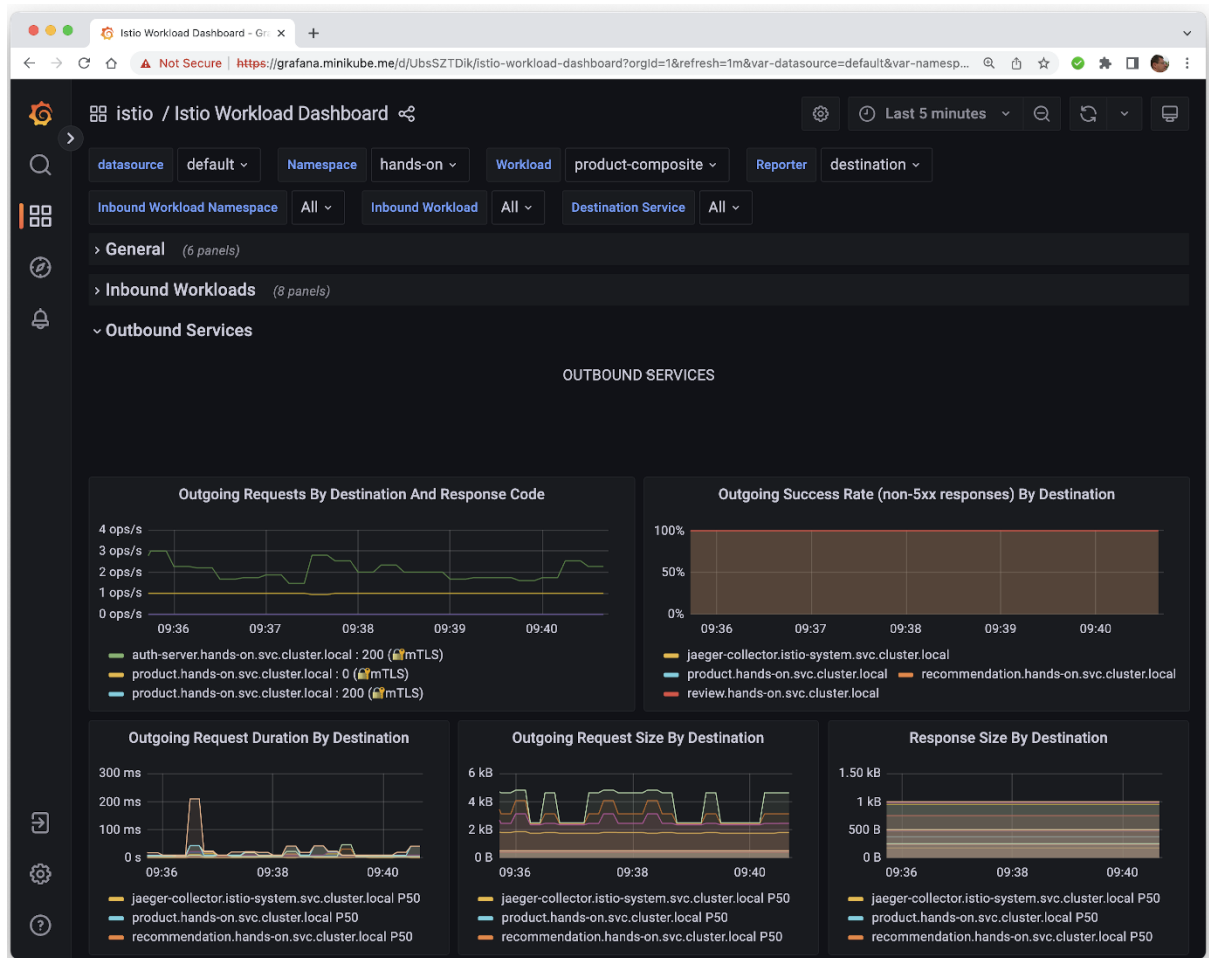 Istio Workload Dashboard - Gr
Not Secure | https://grafana.minikube.me/d/UbsSZTDik/istio-workload-dashboard?orgId=1&refresh=1m&var-datasource=default&var-namesp...
istio / Istio Workload Dashboard
Last 5 minutes
datasource default Namespace hands-on Workload product-composite Reporter destination
Inbound Workload Namespace All Inbound Workload All Destination Service All
General (6 panels)
Inbound Workloads (8 panels)
Outbound Services
OUTBOUND SERVICES
Outgoing Requests By Destination And Response Code
4 ops/s
3 ops/s
2 ops/s
1 ops/s
0 ops/s
09:36 09:37 09:38 09:39 09:40
auth-server.hands-on.svc.cluster.local : 200 (🔐mTLS)
product.hands-on.svc.cluster.local : 0 (🔐mTLS)
product.hands-on.svc.cluster.local : 200 (🔐mTLS)
Outgoing Success Rate (non-5xx responses) By Destination
100%
50%
0%
09:36 09:37 09:38 09:39 09:40
jaeger-collector.istio-system.svc.cluster.local
product.hands-on.svc.cluster.local recommendation.hands-on.svc.cluster.local
review.hands-on.svc.cluster.local
Outgoing Request Duration By Destination
300 ms
200 ms
100 ms
0 s
09:36 09:38 09:40
jaeger-collector.istio-system.svc.cluster.local P50
product.hands-on.svc.cluster.local P50
recommendation.hands-on.svc.cluster.local P50
Outgoing Request Size By Destination
6 kB
4 kB
2 kB
0 B
09:36 09:38 09:40
jaeger-collector.istio-system.svc.cluster.local P50
product.hands-on.svc.cluster.local P50
recommendation.hands-on.svc.cluster.local P50
Response Size By Destination
1.50 kB
1 kB
500 B
0 B
09:36 09:38 09:40
jaeger-collector.istio-system.svc.cluster.local P50
product.hands-on.svc.cluster.local P50
recommendation.hands-on.svc.cluster.local P50